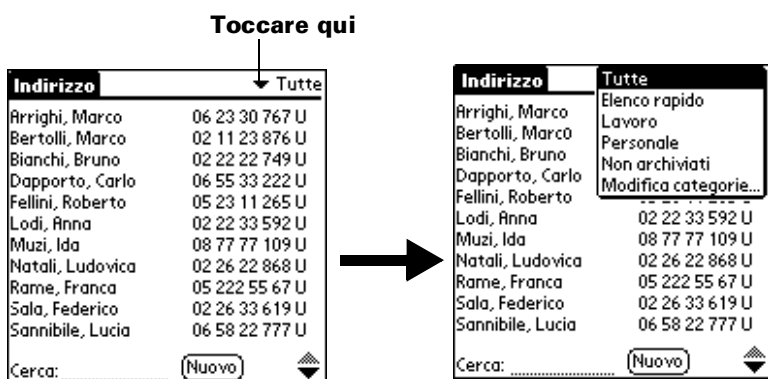 Toccare qui
Indirizzo Tutte
Arrighi, Marco 06 23 30 767 U
Bertolli, Marco 02 11 23 876 U
Bianchi, Bruno 02 22 22 749 U
Dapporto, Carlo 06 55 33 222 U
Fellini, Roberto 05 23 11 265 U
Lodi, Anna 02 22 33 592 U
Muzi, Ida 08 77 77 109 U
Natali, Ludovica 02 26 22 868 U
Rame, Franca 05 222 55 67 U
Sala, Federico 02 26 33 619 U
Sannibile, Lucia 06 58 22 777 U
Cerca: Nuovo
Indirizzo
Tutte
Elenco rapido
Lavoro
Personale
Non archiviati
Modifica categorie...
Arrighi, Marco
Bertolli, Marco
Bianchi, Bruno
Dapporto, Carlo
Fellini, Roberto
Lodi, Anna 02 22 33 592 U
Muzi, Ida 08 77 77 109 U
Natali, Ludovica 02 26 22 868 U
Rame, Franca 05 222 55 67 U
Sala, Federico 02 26 33 619 U
Sannibile, Lucia 06 58 22 777 U
Cerca: Nuovo